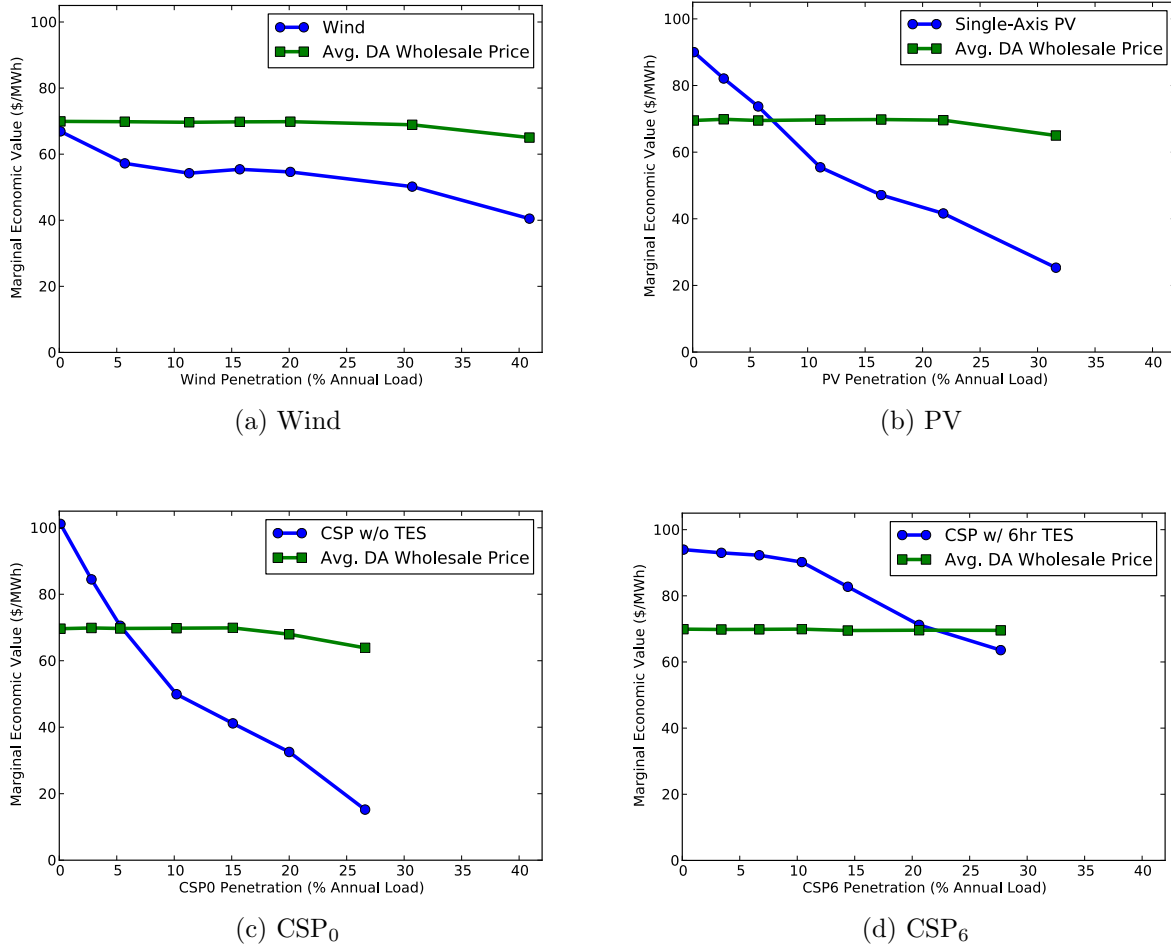 Wind
Avg. DA Wholesale Price
Marginal Economic Value ($/MWh)
100
80
60
40
20
0
0 5 10 15 20 25 30 35 40
Wind Penetration (% Annual Load)
(a) Wind
Single-Axis PV
Avg. DA Wholesale Price
Marginal Economic Value ($/MWh)
100
80
60
40
20
0
0 5 10 15 20 25 30 35 40
PV Penetration (% Annual Load)
(b) PV
CSP w/o TES
Avg. DA Wholesale Price
Marginal Economic Value ($/MWh)
100
80
60
40
20
0
0 5 10 15 20 25 30 35 40
CSP0 Penetration (% Annual Load)
(c) CSP₀
CSP w/ 6hr TES
Avg. DA Wholesale Price
Marginal Economic Value ($/MWh)
100
80
60
40
20
0
0 5 10 15 20 25 30 35 40
CSP6 Penetration (% Annual Load)
(d) CSP₆